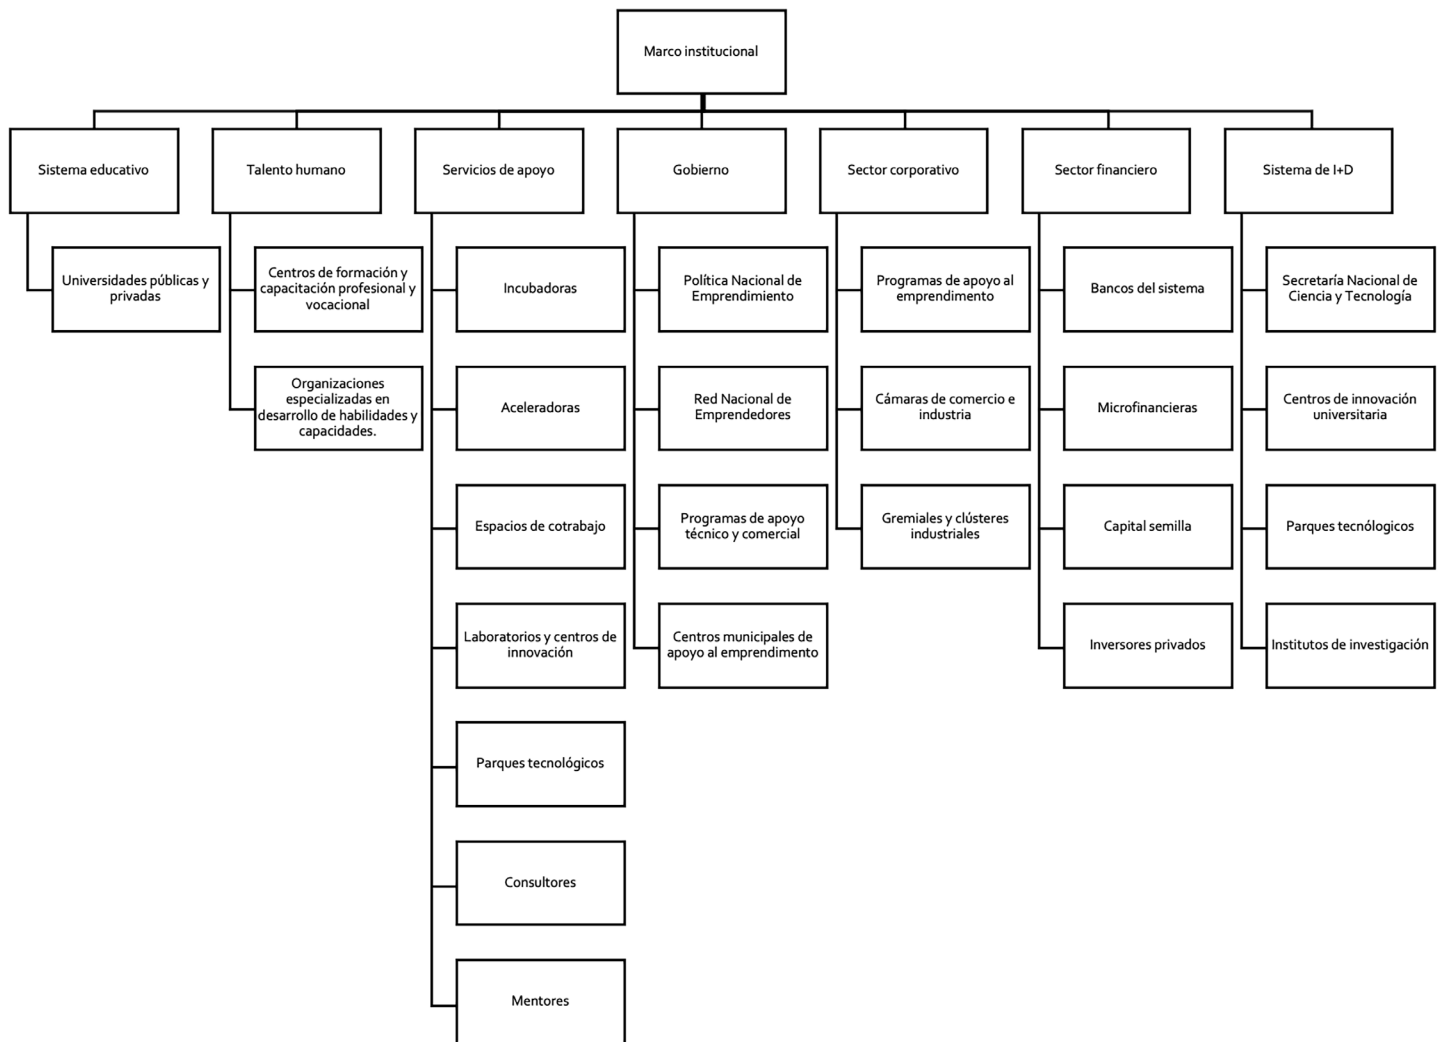 Marco institucional
Sistema educativo
Talento humano
Servicios de apoyo
Gobierno
Sector corporativo
Sector financiero
Sistema de I+D
Universidades públicas y
privadas
Centros de formación y
capacitación profesional y
vocacional
Organizaciones
especializadas en
desarrollo de habilidades y
capacidades.
Incubadoras
Aceleradoras
Espacios de cotrabajo
Laboratorios y centros de
innovación
Parques tecnológicos
Consultores
Mentores
Política Nacional de
Emprendimiento
Red Nacional de
Emprendedores
Programas de apoyo
técnico y comercial
Centros municipales de
apoyo al emprendimento
Programas de apoyo al
emprendimento
Cámaras de comercio e
industria
Gremiales y clústeres
industriales
Bancos del sistema
Microfinancieras
Capital semilla
Inversores privados
Secretaría Nacional de
Ciencia y Tecnología
Centros de innovación
universitaria
Parques tecnólogicos
Institutos de investigación